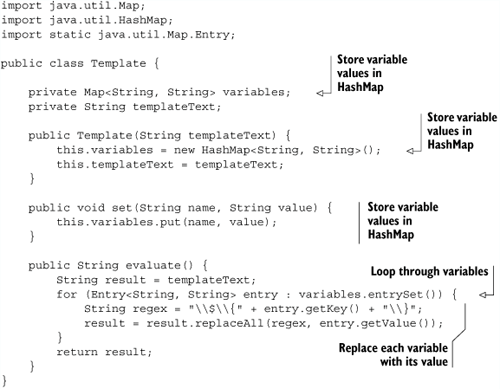 import java.util.Map;
import java.util.HashMap;
import static java.util.Map.Entry;
public class Template {
Store variable
values in
HashMap
    private Map<String, String> variables;
    private String templateText;
Store variable
values in
HashMap
    public Template(String templateText) {
        this.variables = new HashMap<String, String>();
        this.templateText = templateText;
    }
Store variable
values in
HashMap
    public void set(String name, String value) {
        this.variables.put(name, value);
    }
    public String evaluate() {
        String result = templateText;
Loop through variables
        for (Entry<String, String> entry : variables.entrySet()) {
            String regex = "\\$\\{" + entry.getKey() + "\\}";
            result = result.replaceAll(regex, entry.getValue());
        }
Replace each variable
with its value
        return result;
    }
}